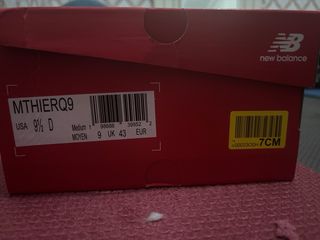 new balance
MTHIERQ9
USA 9½ D Medium MOYEN 9 UK 43 EUR
7CM